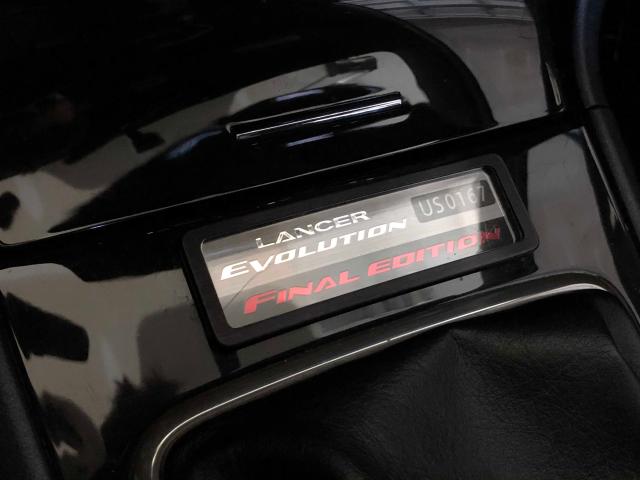 LANCER
EVOLUTION
US0167
FINAL EDITION